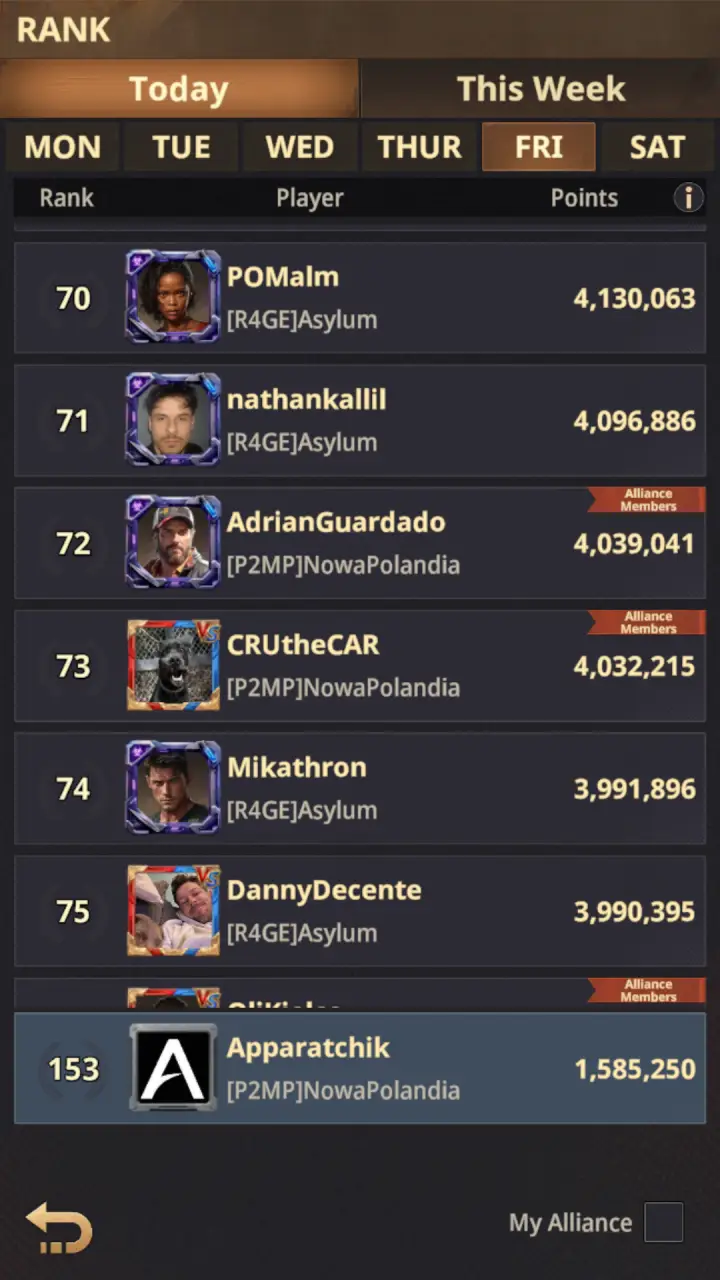 RANK
Today
This Week
MON TUE WED THUR FRI SAT
Rank Player Points i
70 POMalm 4,130,063
[R4GE]Asylum
71 nathankallil 4,096,886
[R4GE]Asylum
Alliance
Members
72 AdrianGuardado 4,039,041
[P2MP]NowaPolandia
Alliance
Members
73 CRUtheCAR 4,032,215
[P2MP]NowaPolandia
74 Mikathron 3,991,896
[R4GE]Asylum
75 DannyDecente 3,990,395
[R4GE]Asylum
Alliance
Members
153 Apparatchik 1,585,250
[P2MP]NowaPolandia
My Alliance